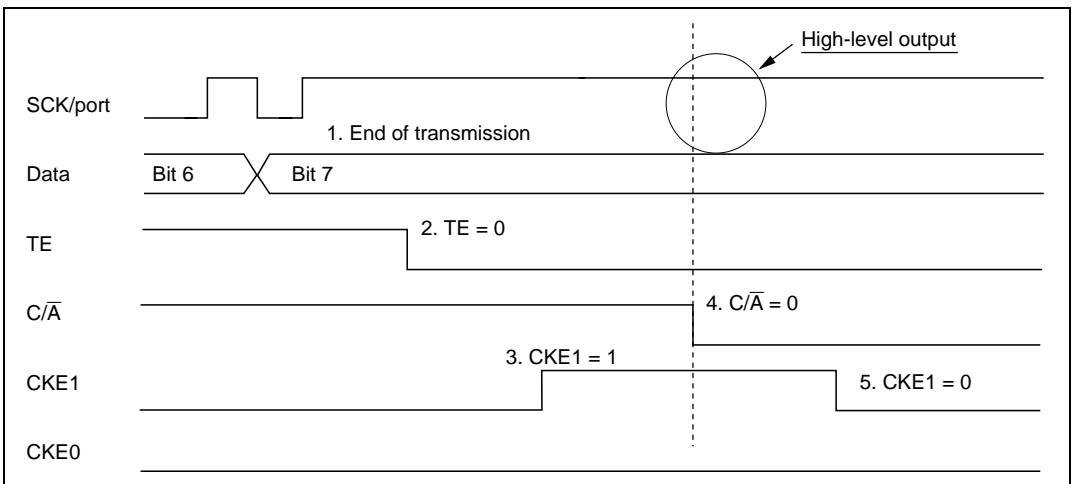 High-level output
SCK/port
1. End of transmission
Data
Bit 6
Bit 7
TE
2. TE = 0
C/A̅
4. C/A̅ = 0
3. CKE1 = 1
CKE1
5. CKE1 = 0
CKE0